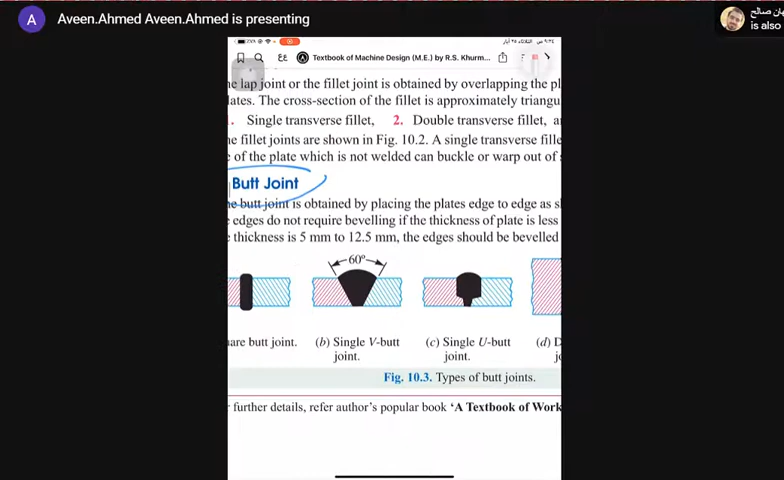 A Aveen.Ahmed Aveen.Ahmed is presenting
is also
Textbook of Machine Design (M.E.) by R.S. Khurm...
he lap joint or the fillet joint is obtained by overlapping the pl
lates. The cross-section of the fillet is approximately triangu
. Single transverse fillet, 2. Double transverse fillet, a
he fillet joints are shown in Fig. 10.2. A single transverse fille
e of the plate which is not welded can buckle or warp out of
Butt Joint
he butt joint is obtained by placing the plates edge to edge as s
e edges do not require bevelling if the thickness of plate is less
e thickness is 5 mm to 12.5 mm, the edges should be bevelled
60°
uare butt joint. (b) Single V-butt joint. (c) Single U-butt joint. (d) D
Fig. 10.3. Types of butt joints.
r further details, refer author's popular book 'A Textbook of Work